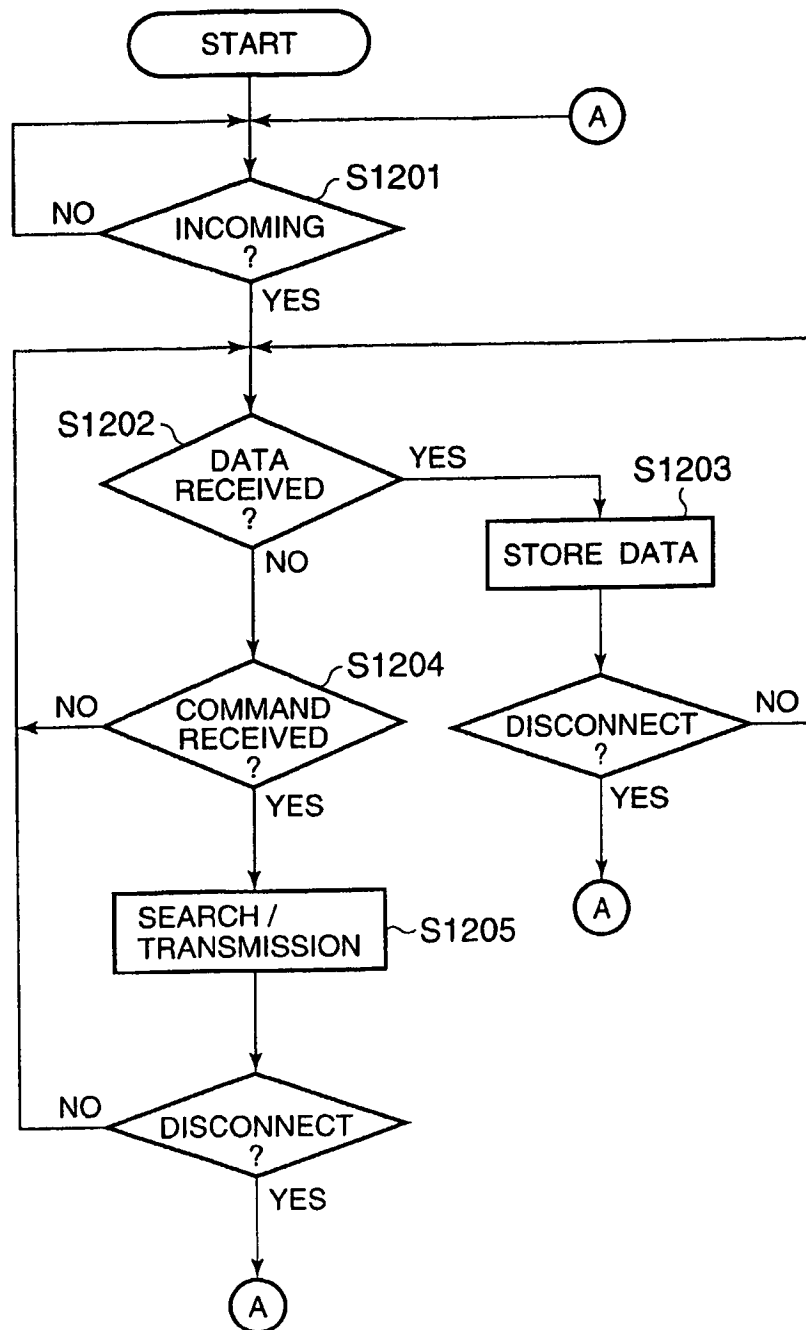 START
A
S1201
NO
INCOMING
?
YES
S1202
DATA
RECEIVED
?
YES
S1203
STORE DATA
NO
S1204
NO
COMMAND
RECEIVED
?
DISCONNECT
?
NO
YES
YES
A
SEARCH /
TRANSMISSION
S1205
NO
DISCONNECT
?
YES
A